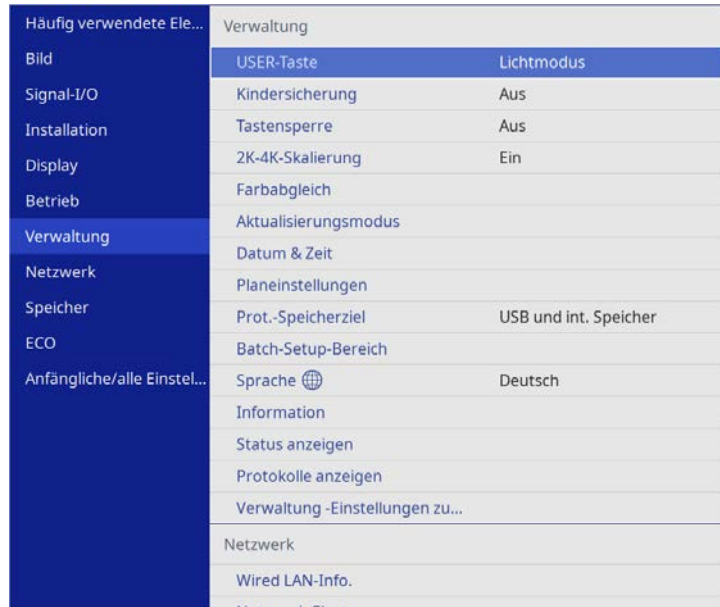 Häufig verwendete Ele...
Bild
Signal-I/O
Installation
Display
Betrieb
Verwaltung
Netzwerk
Speicher
ECO
Anfängliche/alle Einstel...
Verwaltung
USER-Taste Lichtmodus
Kindersicherung Aus
Tastensperre Aus
2K-4K-Skalierung Ein
Farbabgleich
Aktualisierungsmodus
Datum & Zeit
Planeinstellungen
Prot.-Speicherziel USB und int. Speicher
Batch-Setup-Bereich
Sprache Deutsch
Information
Status anzeigen
Protokolle anzeigen
Verwaltung -Einstellungen zu...
Netzwerk
Wired LAN-Info.